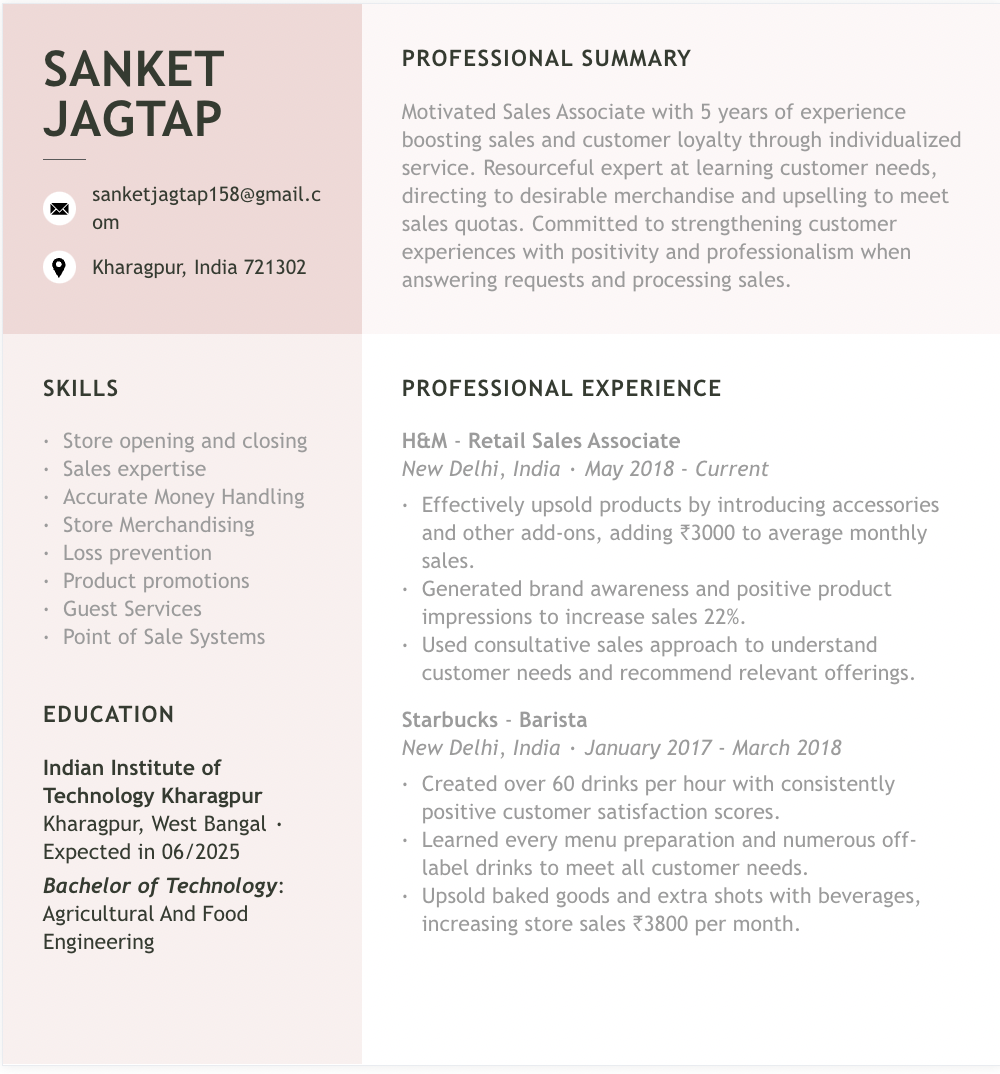 SANKET
JAGTAP
sanketjagtap158@gmail.c
om
Kharagpur, India 721302
PROFESSIONAL SUMMARY
Motivated Sales Associate with 5 years of experience
boosting sales and customer loyalty through individualized
service. Resourceful expert at learning customer needs,
directing to desirable merchandise and upselling to meet
sales quotas. Committed to strengthening customer
experiences with positivity and professionalism when
answering requests and processing sales.
SKILLS
· Store opening and closing
· Sales expertise
· Accurate Money Handling
· Store Merchandising
· Loss prevention
· Product promotions
· Guest Services
· Point of Sale Systems
EDUCATION
Indian Institute of
Technology Kharagpur
Kharagpur, West Bangal ·
Expected in 06/2025
Bachelor of Technology:
Agricultural And Food
Engineering
PROFESSIONAL EXPERIENCE
H&M - Retail Sales Associate
New Delhi, India · May 2018 - Current
· Effectively upsold products by introducing accessories
and other add-ons, adding ₹3000 to average monthly
sales.
· Generated brand awareness and positive product
impressions to increase sales 22%.
· Used consultative sales approach to understand
customer needs and recommend relevant offerings.
Starbucks - Barista
New Delhi, India · January 2017 - March 2018
· Created over 60 drinks per hour with consistently
positive customer satisfaction scores.
· Learned every menu preparation and numerous off-
label drinks to meet all customer needs.
· Upsold baked goods and extra shots with beverages,
increasing store sales ₹3800 per month.